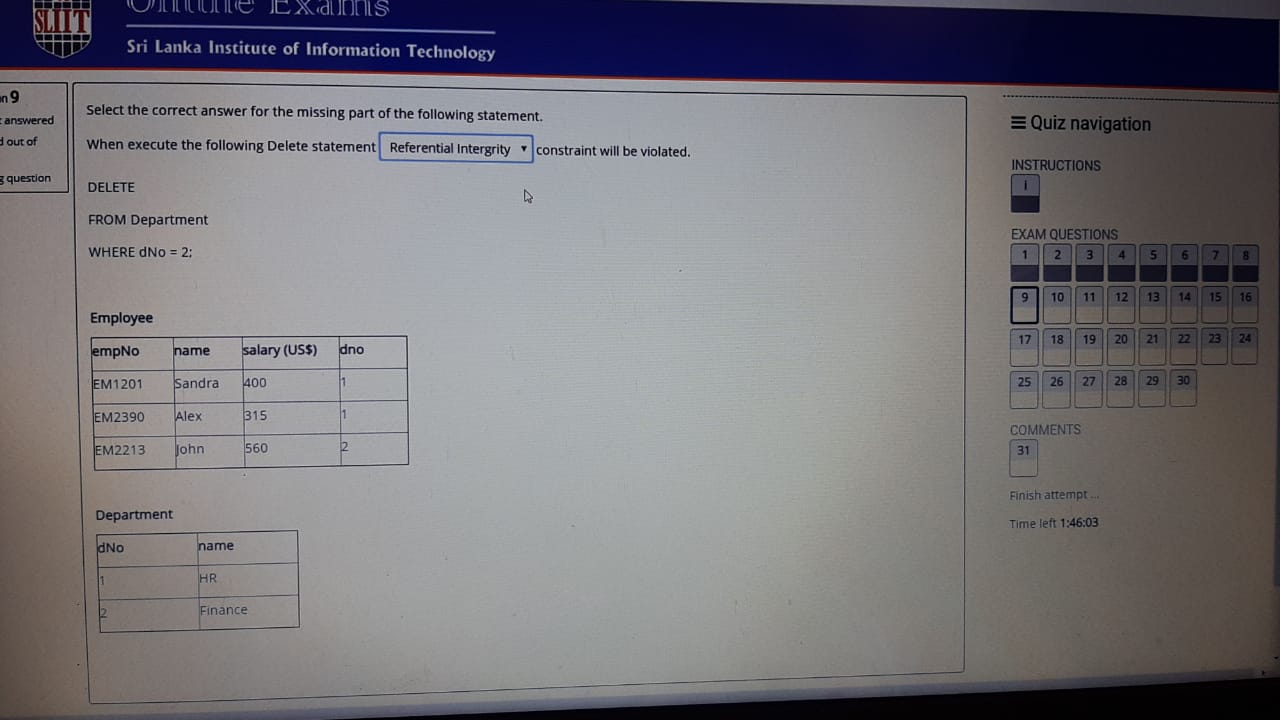 Online Exams
SLIIT
Sri Lanka Institute of Information Technology
n 9
answered
out of
question
Select the correct answer for the missing part of the following statement.
When execute the following Delete statement Referential Intergrity ▾ constraint will be violated.
DELETE
FROM Department
WHERE dNo = 2;
Employee
empNo name salary (US$) dno
EM1201 Sandra 400 1
EM2390 Alex 315 1
EM2213 John 560 2
Department
dNo name
1 HR
2 Finance
Quiz navigation
INSTRUCTIONS
i
EXAM QUESTIONS
1 2 3 4 5 6 7 8
9 10 11 12 13 14 15 16
17 18 19 20 21 22 23 24
25 26 27 28 29 30
COMMENTS
31
Finish attempt ...
Time left 1:46:03